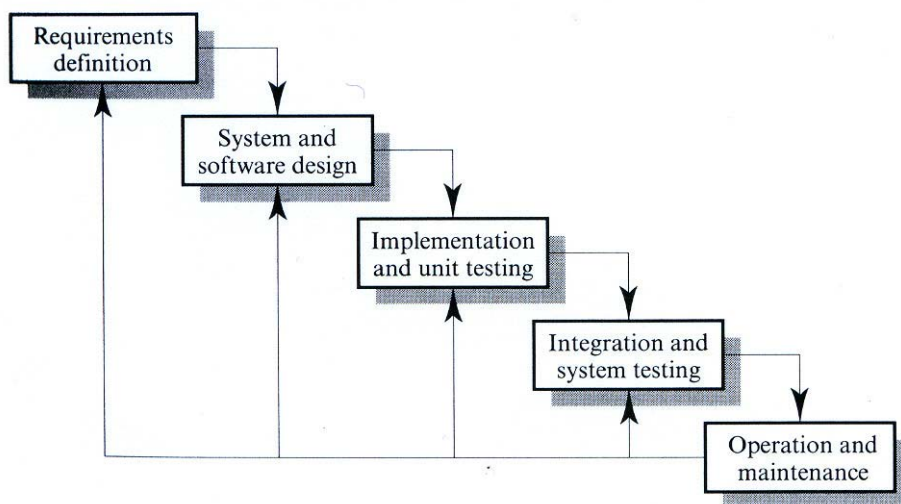 Requirements
definition
System and
software design
Implementation
and unit testing
Integration and
system testing
Operation and
maintenance